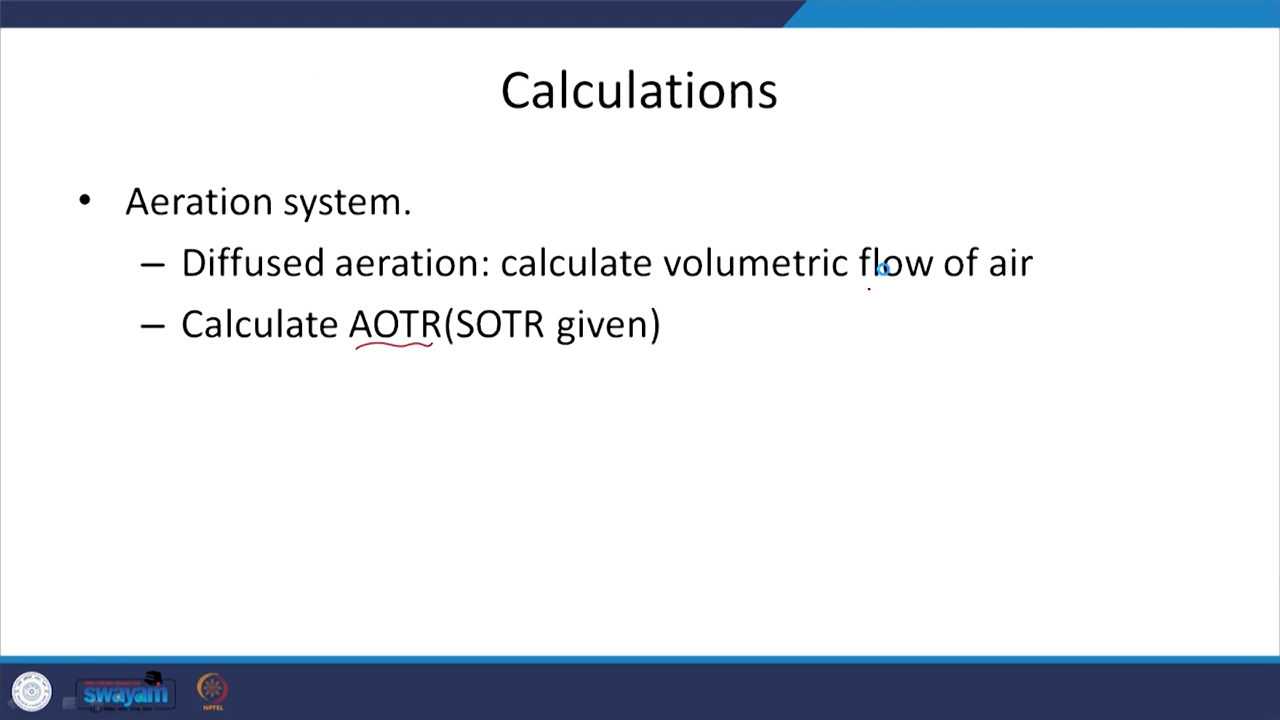 Calculations
• Aeration system.
– Diffused aeration: calculate volumetric flow of air
– Calculate AOTR(SOTR given)
swayam
NPTEL